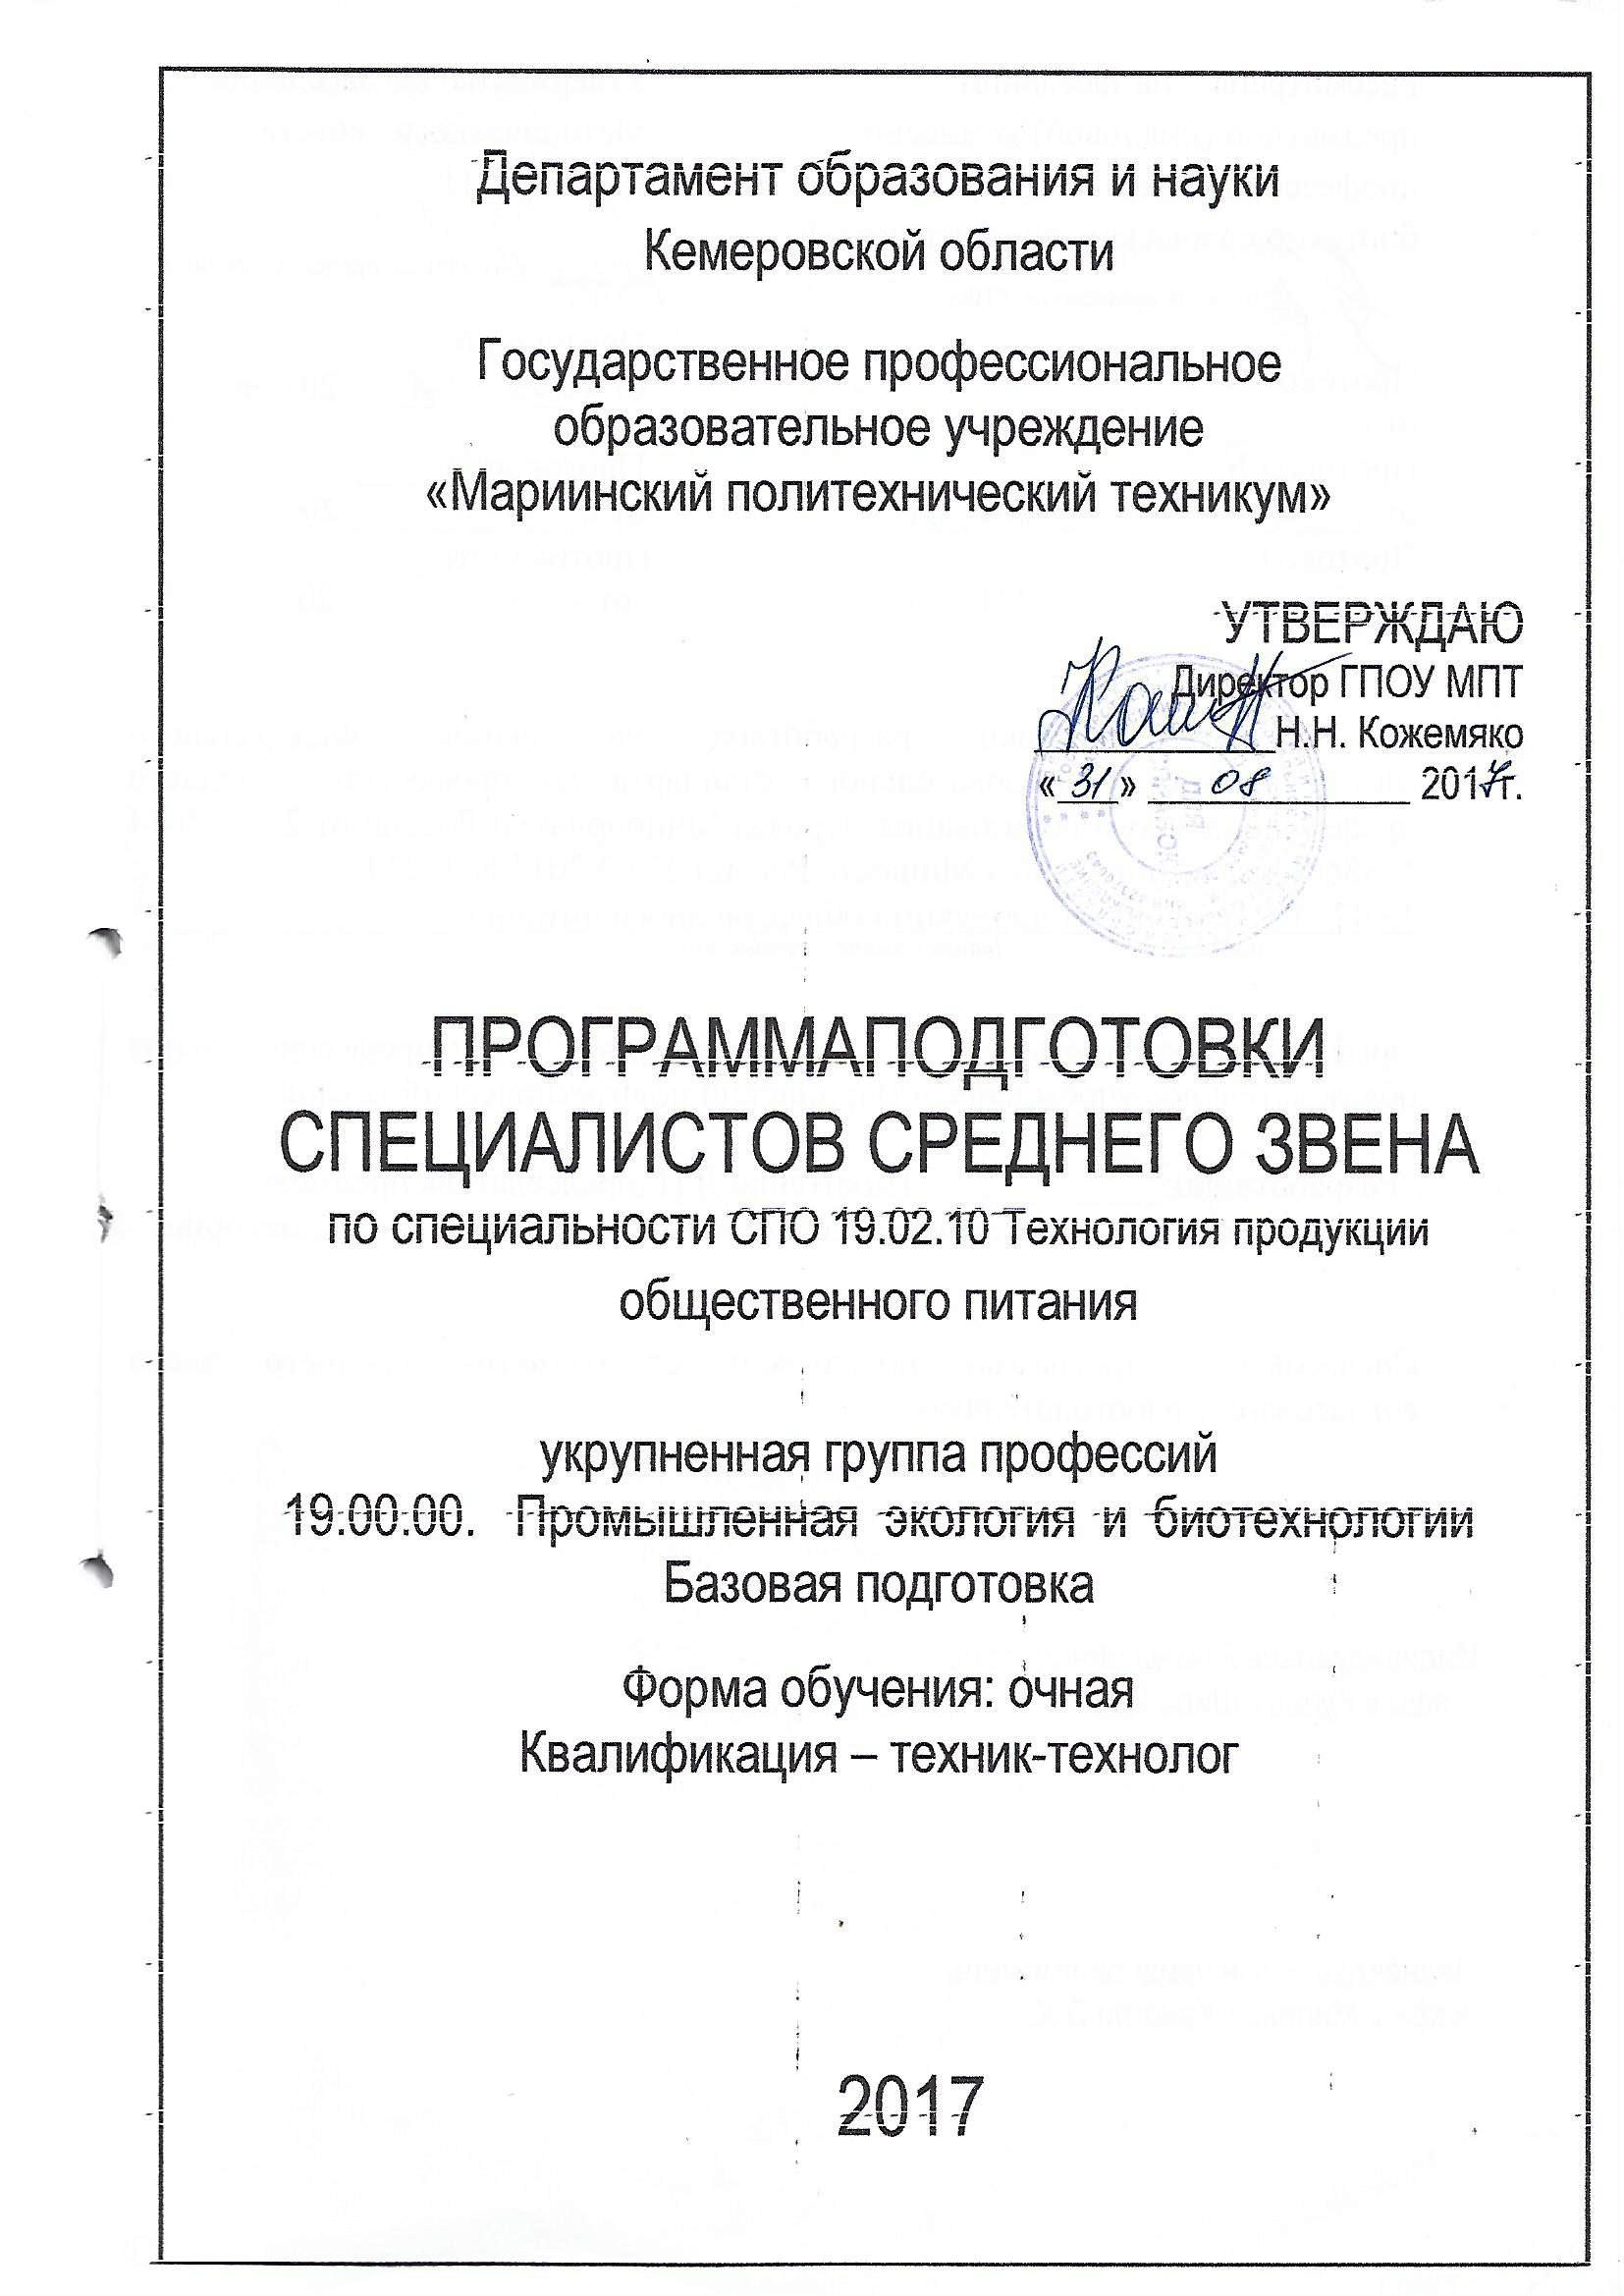 Департамент образования и науки
Кемеровской области
Государственное профессиональное
образовательное учреждение
«Мариинский политехнический техникум»
УТВЕРЖДАЮ
Директор ГПОУ МПТ
Н.Н. Кожемяко
«31» 08 2017г.
ПРОГРАММАПОДГОТОВКИ
СПЕЦИАЛИСТОВ СРЕДНЕГО ЗВЕНА
по специальности СПО 19.02.10 Технология продукции
общественного питания
укрупненная группа профессий
19.00.00. Промышленная экология и биотехнологии
Базовая подготовка
Форма обучения: очная
Квалификация – техник-технолог
2017